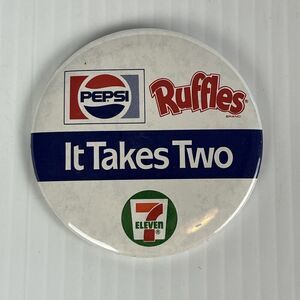 PEPSI
Ruffles®
BRAND
It Takes Two
7
ELEVEN
®